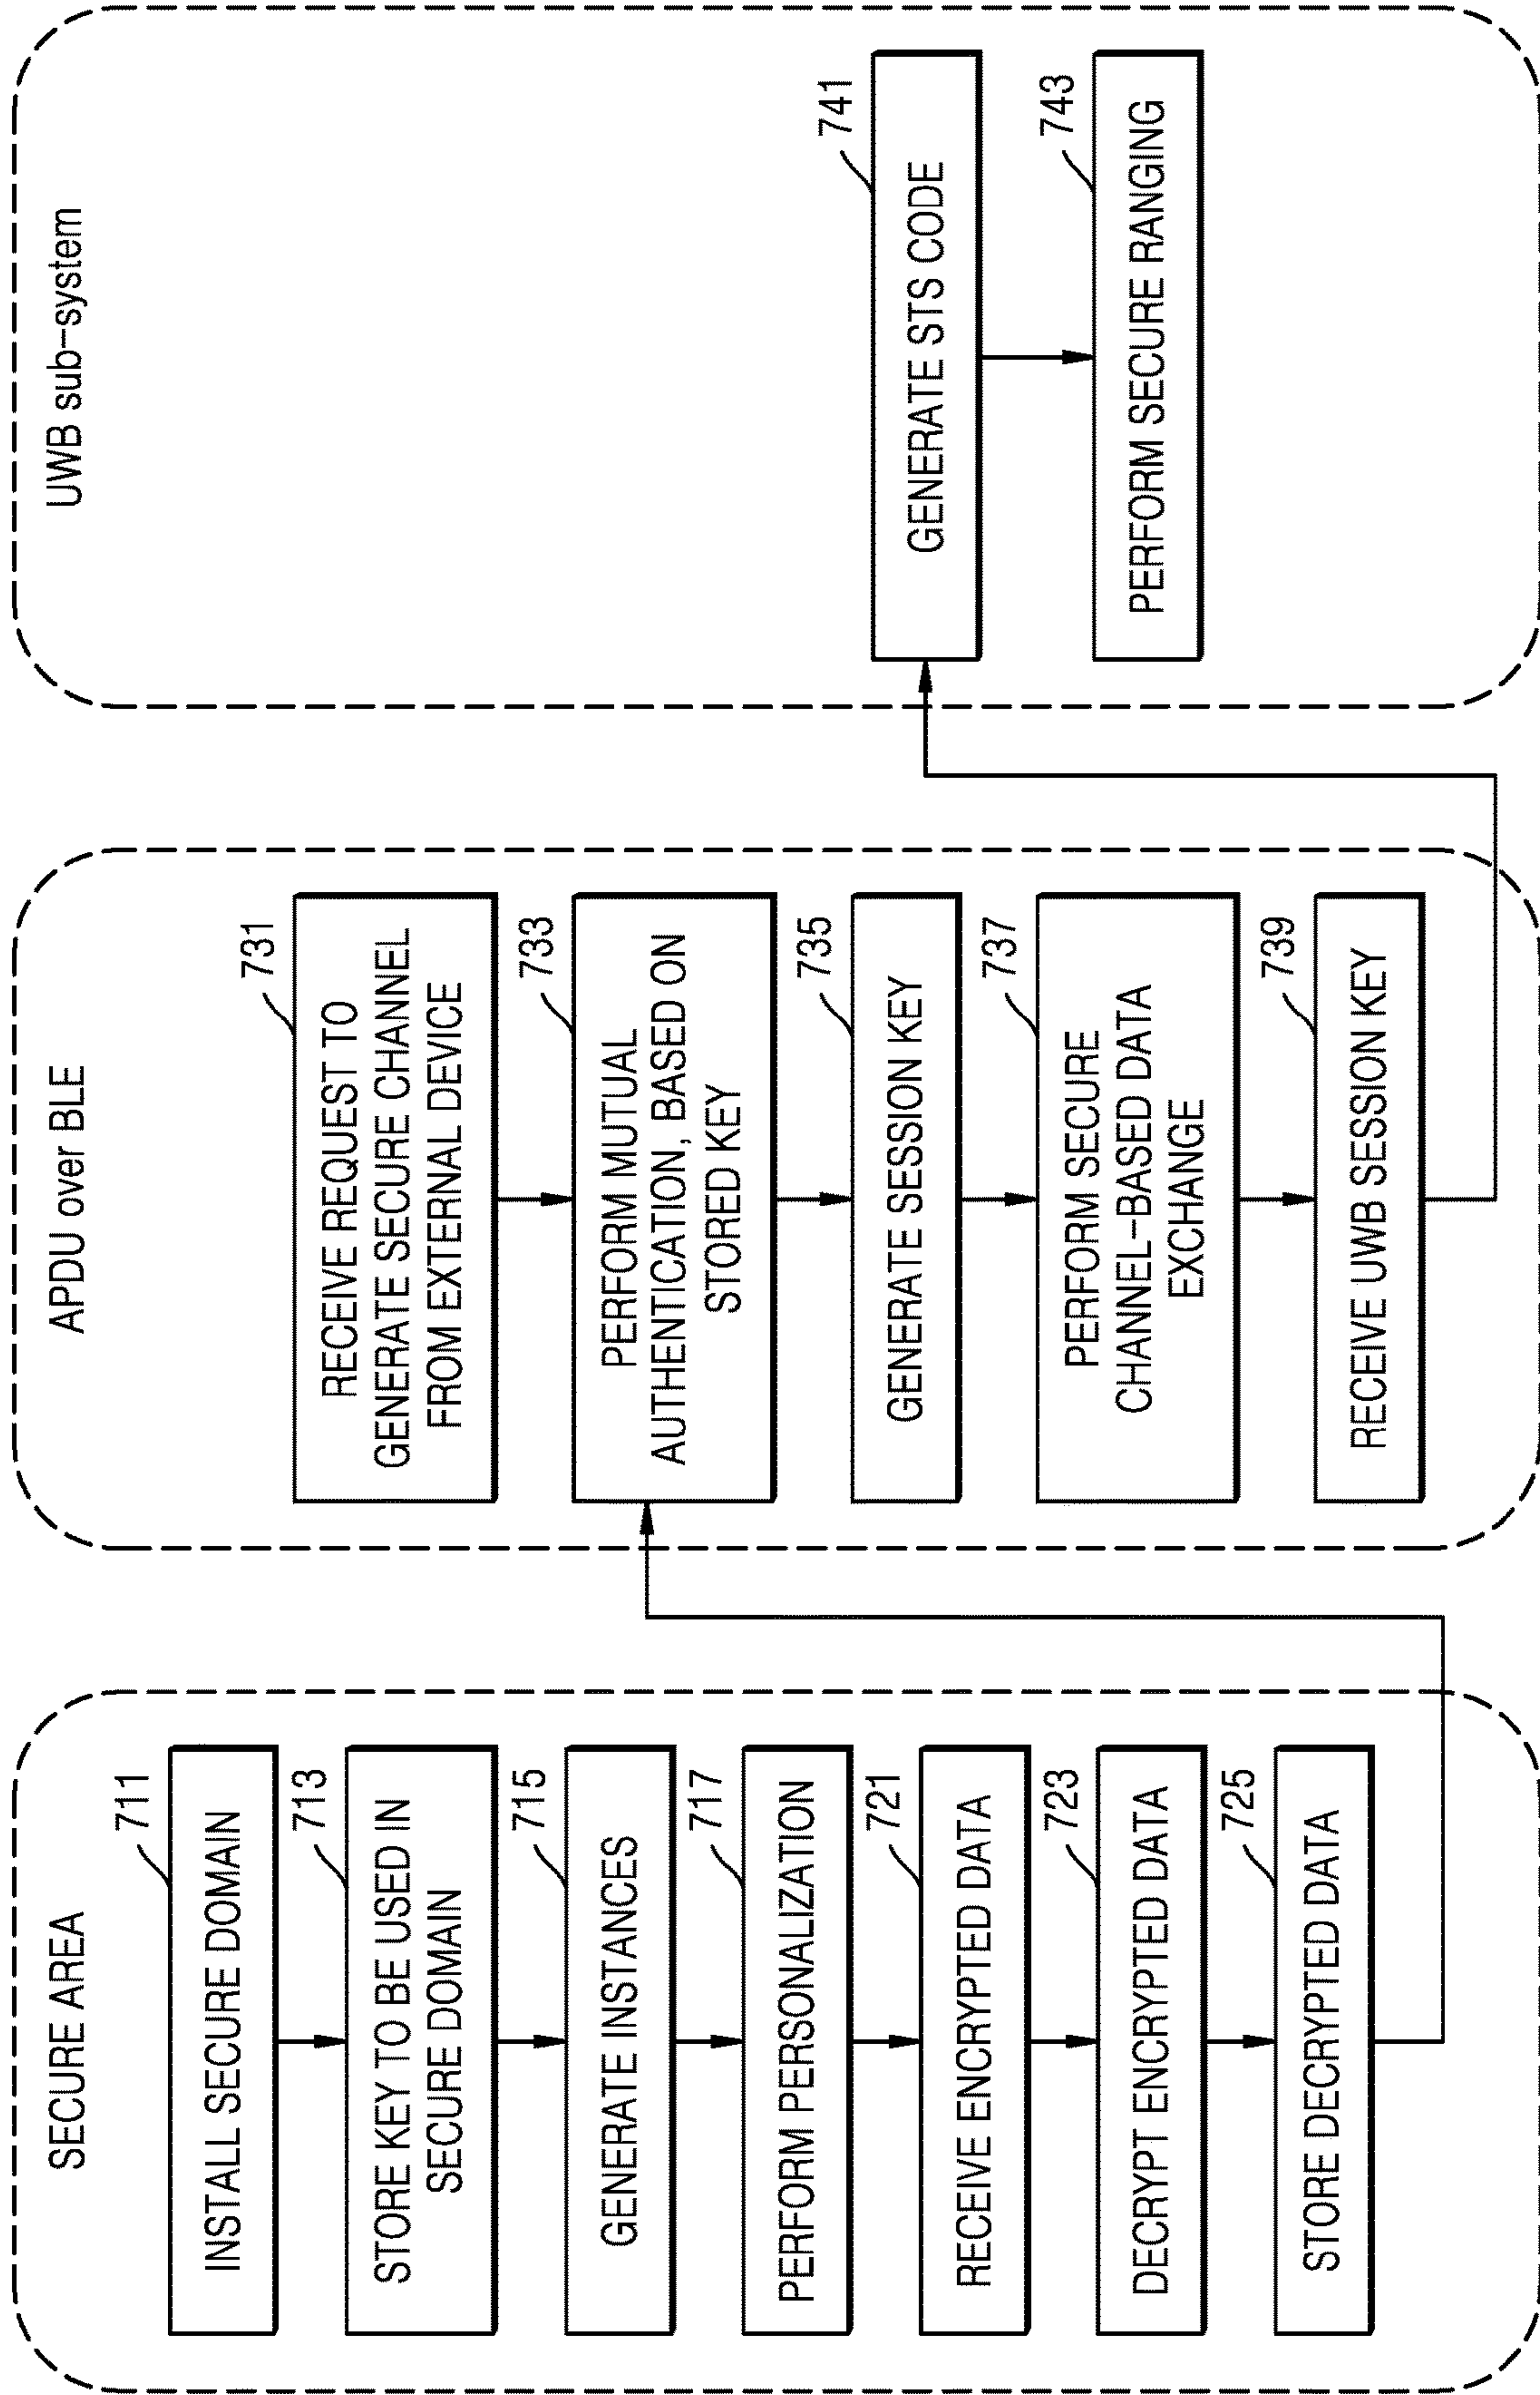 SECURE AREA
711
INSTALL SECURE DOMAIN
713
STORE KEY TO BE USED IN
SECURE DOMAIN
715
GENERATE INSTANCES
717
PERFORM PERSONALIZATION
721
RECEIVE ENCRYPTED DATA
723
DECRYPT ENCRYPTED DATA
725
STORE DECRYPTED DATA
APDU over BLE
731
RECEIVE REQUEST TO
GENERATE SECURE CHANNEL
FROM EXTERNAL DEVICE
733
PERFORM MUTUAL
AUTHENTICATION, BASED ON
STORED KEY
735
GENERATE SESSION KEY
737
PERFORM SECURE
CHANNEL-BASED DATA
EXCHANGE
739
RECEIVE UWB SESSION KEY
UWB sub-system
741
GENERATE STS CODE
743
PERFORM SECURE RANGING